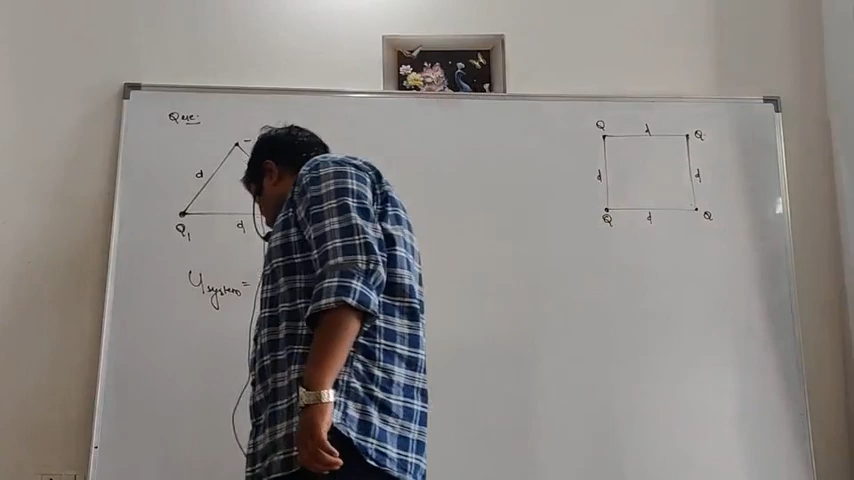 Que:
d
Q1
d
Usystem =
Q d Q
d d
Q d Q